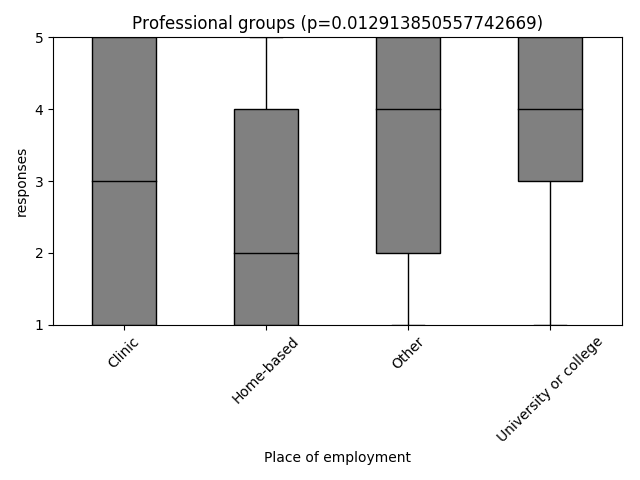 Professional groups (p=0.012913850557742669)
5
4
3
2
1
responses
Clinic
Home-based
Other
University or college
Place of employment